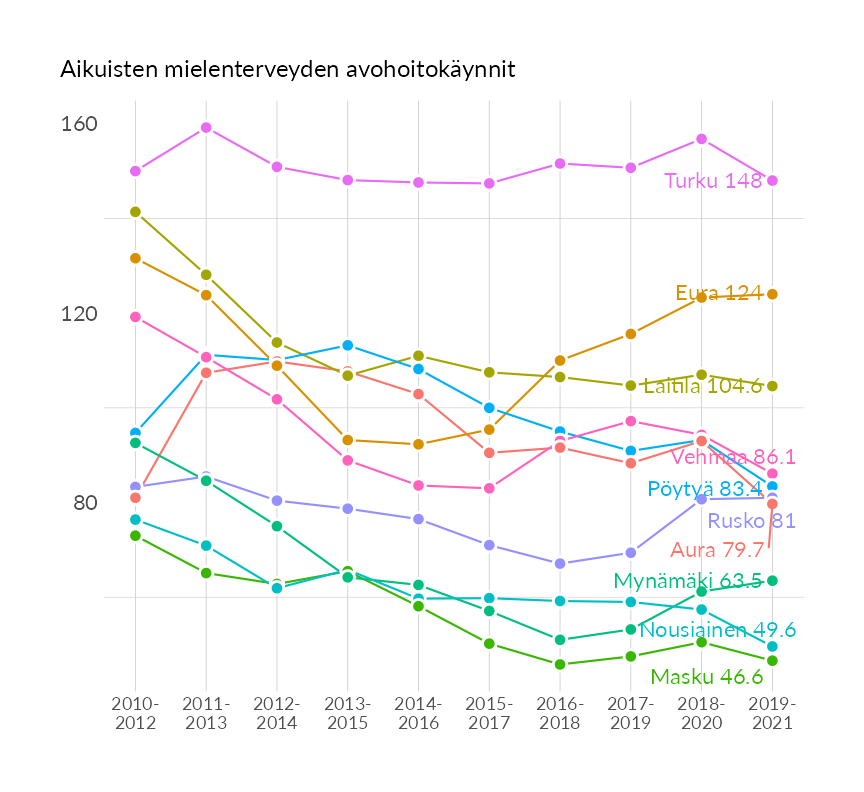 Aikuisten mielenterveyden avohoitokäynnit
160
120
80
Turku 148
Eura 124
Laitila 104.6
Vehmaa 86.1
Pöytyä 83.4
Rusko 81
Aura 79.7
Mynämäki 63.5
Nousiainen 49.6
Masku 46.6
2010- 2011- 2012- 2013- 2014- 2015- 2016- 2017- 2018- 2019-
2012 2013 2014 2015 2016 2017 2018 2019 2020 2021